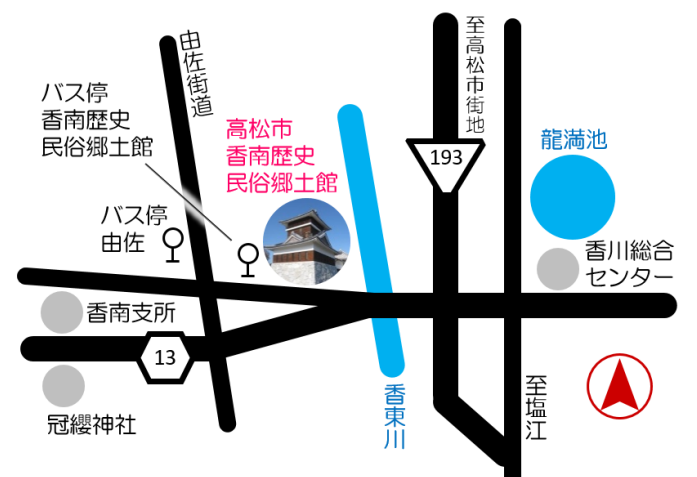 由佐街道
至高松市街地
バス停
香南歴史
民俗郷土館
高松市
香南歴史
民俗郷土館
193
龍満池
バス停
由佐
香川総合
センター
香南支所
13
冠纓神社
香東川
至塩江